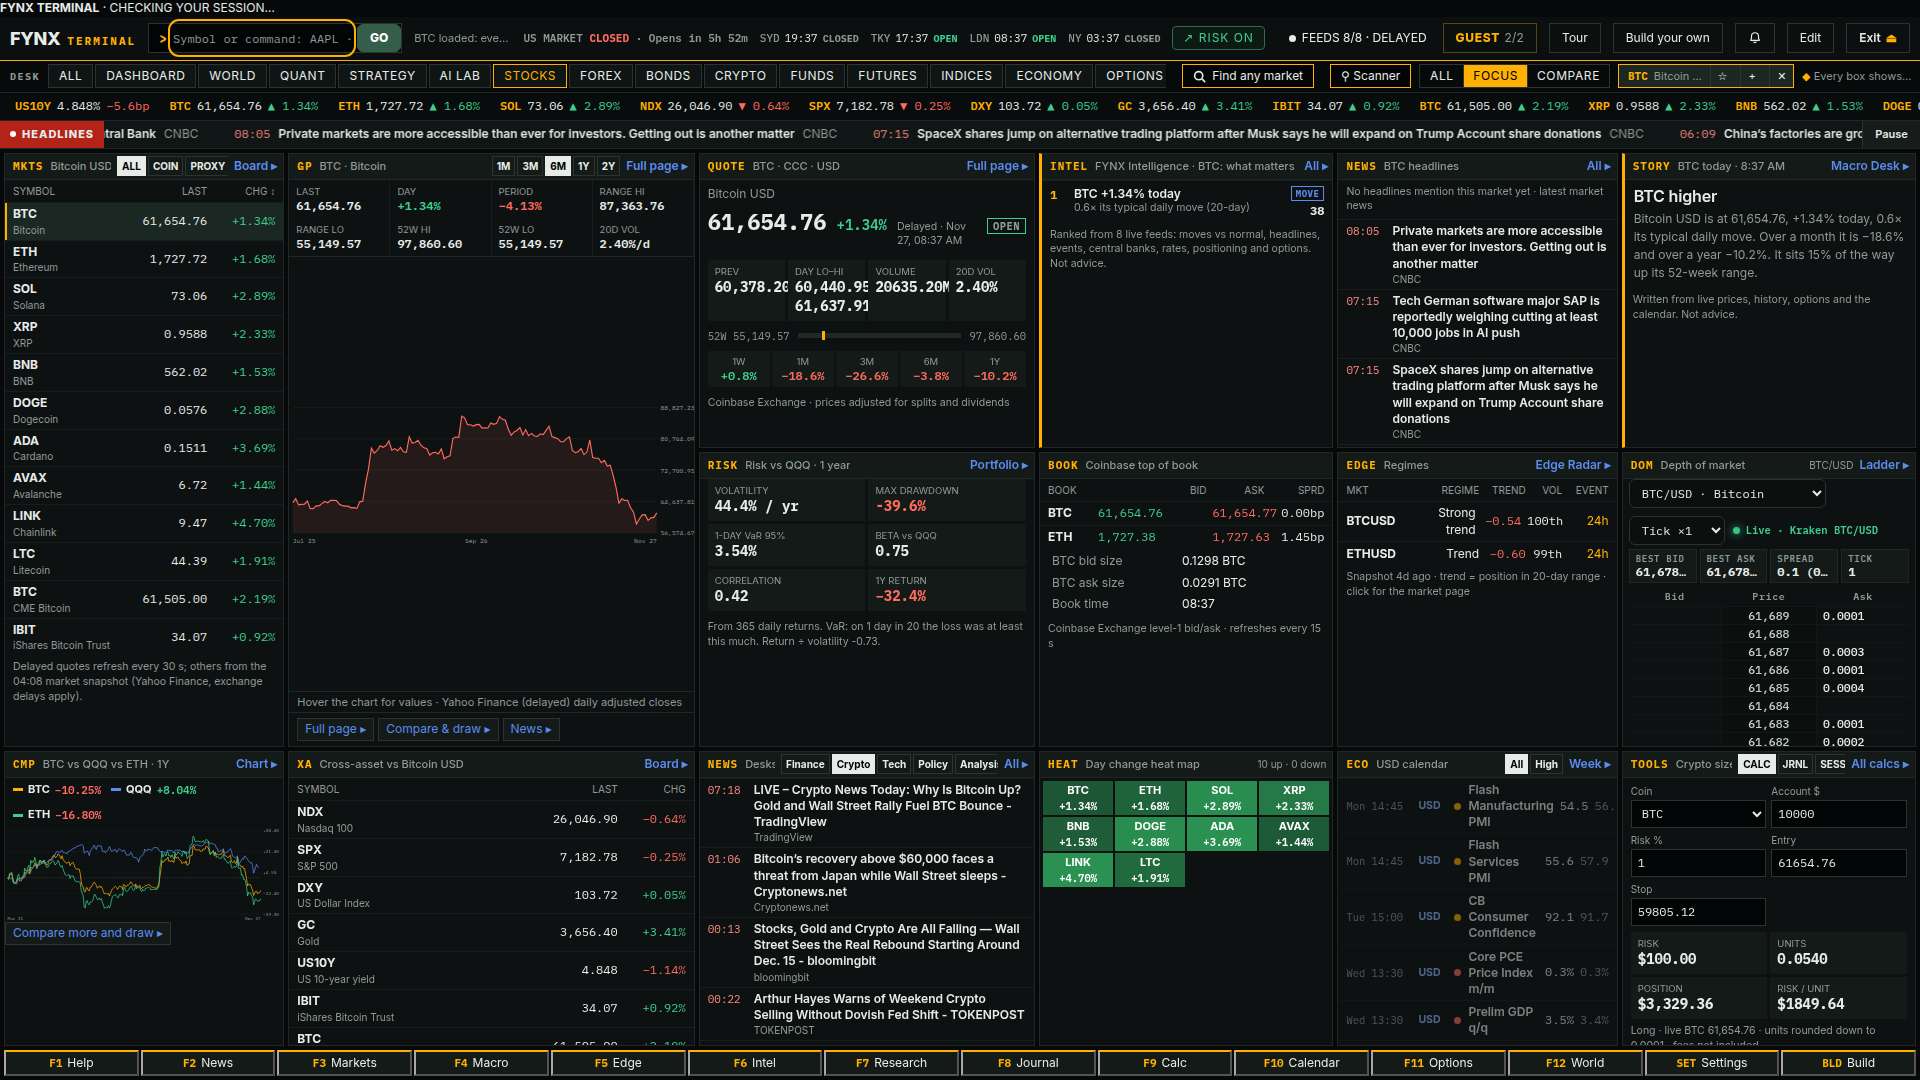 FYNX TERMINAL · CHECKING YOUR SESSION...
FYNX TERMINAL
> Symbol or command: AAPL ·
GO
BTC loaded: eve...
US MARKET CLOSED · Opens in 5h 52m
SYD 19:37 CLOSED TKY 17:37 OPEN LDN 08:37 OPEN NY 03:37 CLOSED
↗ RISK ON
● FEEDS 8/8 · DELAYED
GUEST 2/2
Tour
Build your own
Edit
Exit ⏏
DESK ALL DASHBOARD WORLD QUANT STRATEGY AI LAB STOCKS FOREX BONDS CRYPTO FUNDS FUTURES INDICES ECONOMY OPTIONS
Find any market
Scanner
ALL FOCUS COMPARE
BTC Bitcoin ... ☆ + ✕
◆ Every box shows...
US10Y 4.848% −5.6bp BTC 61,654.76 ▲ 1.34% ETH 1,727.72 ▲ 1.68% SOL 73.06 ▲ 2.89% NDX 26,046.90 ▼ 0.64% SPX 7,182.78 ▼ 0.25% DXY 103.72 ▲ 0.05% GC 3,656.40 ▲ 3.41% IBIT 34.07 ▲ 0.92% BTC 61,505.00 ▲ 2.19% XRP 0.9588 ▲ 2.33% BNB 562.02 ▲ 1.53% DOGE
● HEADLINES
tral Bank CNBC 08:05 Private markets are more accessible than ever for investors. Getting out is another matter CNBC 07:15 SpaceX shares jump on alternative trading platform after Musk says he will expand on Trump Account share donations CNBC 06:09 China's factories are gro
Pause
MKTS Bitcoin USD ALL COIN PROXY Board ▸
SYMBOL LAST CHG ↕
BTC 61,654.76 +1.34%
Bitcoin
ETH 1,727.72 +1.68%
Ethereum
SOL 73.06 +2.89%
Solana
XRP 0.9588 +2.33%
XRP
BNB 562.02 +1.53%
BNB
DOGE 0.0576 +2.88%
Dogecoin
ADA 0.1511 +3.69%
Cardano
AVAX 6.72 +1.44%
Avalanche
LINK 9.47 +4.70%
Chainlink
LTC 44.39 +1.91%
Litecoin
BTC 61,505.00 +2.19%
CME Bitcoin
IBIT 34.07 +0.92%
iShares Bitcoin Trust
Delayed quotes refresh every 30 s; others from the
04:08 market snapshot (Yahoo Finance, exchange
delays apply).
GP BTC · Bitcoin 1M 3M 6M 1Y 2Y Full page ▸
LAST DAY PERIOD RANGE HI
61,654.76 +1.34% −4.13% 87,363.76
RANGE LO 52W HI 52W LO 20D VOL
55,149.57 97,860.60 55,149.57 2.40%/d
88,827.23
80,764.09
72,700.95
64,637.81
56,574.67
Jul 25 Sep 26 Nov 27
Hover the chart for values · Yahoo Finance (delayed) daily adjusted closes
Full page ▸ Compare & draw ▸ News ▸
QUOTE BTC · CCC · USD Full page ▸
Bitcoin USD
61,654.76 +1.34% Delayed · Nov
27, 08:37 AM
OPEN
PREV DAY LO–HI VOLUME 20D VOL
60,378.20 60,440.95 20635.20M 2.40%
61,637.91
52W 55,149.57 97,860.60
1W 1M 3M 6M 1Y
+0.8% −18.6% −26.6% −3.8% −10.2%
Coinbase Exchange · prices adjusted for splits and dividends
INTEL FYNX Intelligence · BTC: what matters All ▸
1 BTC +1.34% today MOVE
0.6× its typical daily move (20-day) 38
Ranked from 8 live feeds: moves vs normal, headlines,
events, central banks, rates, positioning and options.
Not advice.
NEWS BTC headlines All ▸
No headlines mention this market yet · latest market
news
08:05 Private markets are more accessible
than ever for investors. Getting out is
another matter
CNBC
07:15 Tech German software major SAP is
reportedly weighing cutting at least
10,000 jobs in AI push
CNBC
07:15 SpaceX shares jump on alternative
trading platform after Musk says he
will expand on Trump Account share
donations
CNBC
STORY BTC today · 8:37 AM Macro Desk ▸
BTC higher
Bitcoin USD is at 61,654.76, +1.34% today, 0.6×
its typical daily move. Over a month it is −18.6%
and over a year −10.2%. It sits 15% of the way
up its 52-week range.
Written from live prices, history, options and the
calendar. Not advice.
RISK Risk vs QQQ · 1 year Portfolio ▸
VOLATILITY MAX DRAWDOWN
44.4% / yr −39.6%
1-DAY VaR 95% BETA vs QQQ
3.54% 0.75
CORRELATION 1Y RETURN
0.42 −32.4%
From 365 daily returns. VaR: on 1 day in 20 the loss was at least
this much. Return ÷ volatility -0.73.
BOOK Coinbase top of book
BOOK BID ASK SPRD
BTC 61,654.76 61,654.77 0.00bp
ETH 1,727.38 1,727.63 1.45bp
BTC bid size 0.1298 BTC
BTC ask size 0.0291 BTC
Book time 08:37
Coinbase Exchange level-1 bid/ask · refreshes every 15
s
EDGE Regimes Edge Radar ▸
MKT REGIME TREND VOL EVENT
BTCUSD Strong trend −0.54 100th 24h
ETHUSD Trend −0.60 99th 24h
Snapshot 4d ago · trend = position in 20-day range ·
click for the market page
DOM Depth of market BTC/USD Ladder ▸
BTC/USD · Bitcoin
Tick ×1 ● Live · Kraken BTC/USD
BEST BID BEST ASK SPREAD TICK
61,678… 61,678… 0.1 (0… 1
Bid Price Ask
61,689 0.0001
61,688
61,687 0.0003
61,686 0.0001
61,685 0.0004
61,684
61,683 0.0001
61,682 0.0002
CMP BTC vs QQQ vs ETH · 1Y Chart ▸
BTC −10.25% QQQ +8.04%
ETH −16.80%
Compare more and draw ▸
XA Cross-asset vs Bitcoin USD Board ▸
SYMBOL LAST CHG
NDX 26,046.90 −0.64%
Nasdaq 100
SPX 7,182.78 −0.25%
S&P 500
DXY 103.72 +0.05%
US Dollar Index
GC 3,656.40 +3.41%
Gold
US10Y 4.848 −1.14%
US 10-year yield
IBIT 34.07 +0.92%
iShares Bitcoin Trust
BTC 61,505.00 +2.19%
NEWS Desks Finance Crypto Tech Policy Analysi All ▸
07:18 LIVE – Crypto News Today: Why Is Bitcoin Up?
Gold and Wall Street Rally Fuel BTC Bounce -
TradingView
TradingView
01:06 Bitcoin's recovery above $60,000 faces a
threat from Japan while Wall Street sleeps -
Cryptonews.net
Cryptonews.net
00:13 Stocks, Gold and Crypto Are All Falling — Wall
Street Sees the Real Rebound Starting Around
Dec. 15 - bloomingbit
bloomingbit
00:22 Arthur Hayes Warns of Weekend Crypto
Selling Without Dovish Fed Shift - TOKENPOST
TOKENPOST
HEAT Day change heat map 10 up · 0 down
BTC ETH SOL XRP
+1.34% +1.68% +2.89% +2.33%
BNB DOGE ADA AVAX
+1.53% +2.88% +3.69% +1.44%
LINK LTC
+4.70% +1.91%
ECO USD calendar All High Week ▸
Mon 14:45 USD Flash Manufacturing PMI 54.5 56.
Mon 14:45 USD Flash Services PMI 55.6 57.9
Tue 15:00 USD CB Consumer Confidence 92.1 91.7
Wed 13:30 USD Core PCE Price Index m/m 0.3% 0.3%
Wed 13:30 USD Prelim GDP q/q 3.5% 3.4%
TOOLS Crypto size CALC JRNL SESS All calcs ▸
Coin Account $
BTC 10000
Risk % Entry
1 61654.76
Stop
59805.12
RISK UNITS
$100.00 0.0540
POSITION RISK / UNIT
$3,329.36 $1849.64
Long · live BTC 61,654.76 · units rounded down to
0.0001 · fees not included
F1 Help F2 News F3 Markets F4 Macro F5 Edge F6 Intel F7 Research F8 Journal F9 Calc F10 Calendar F11 Options F12 World SET Settings BLD Build